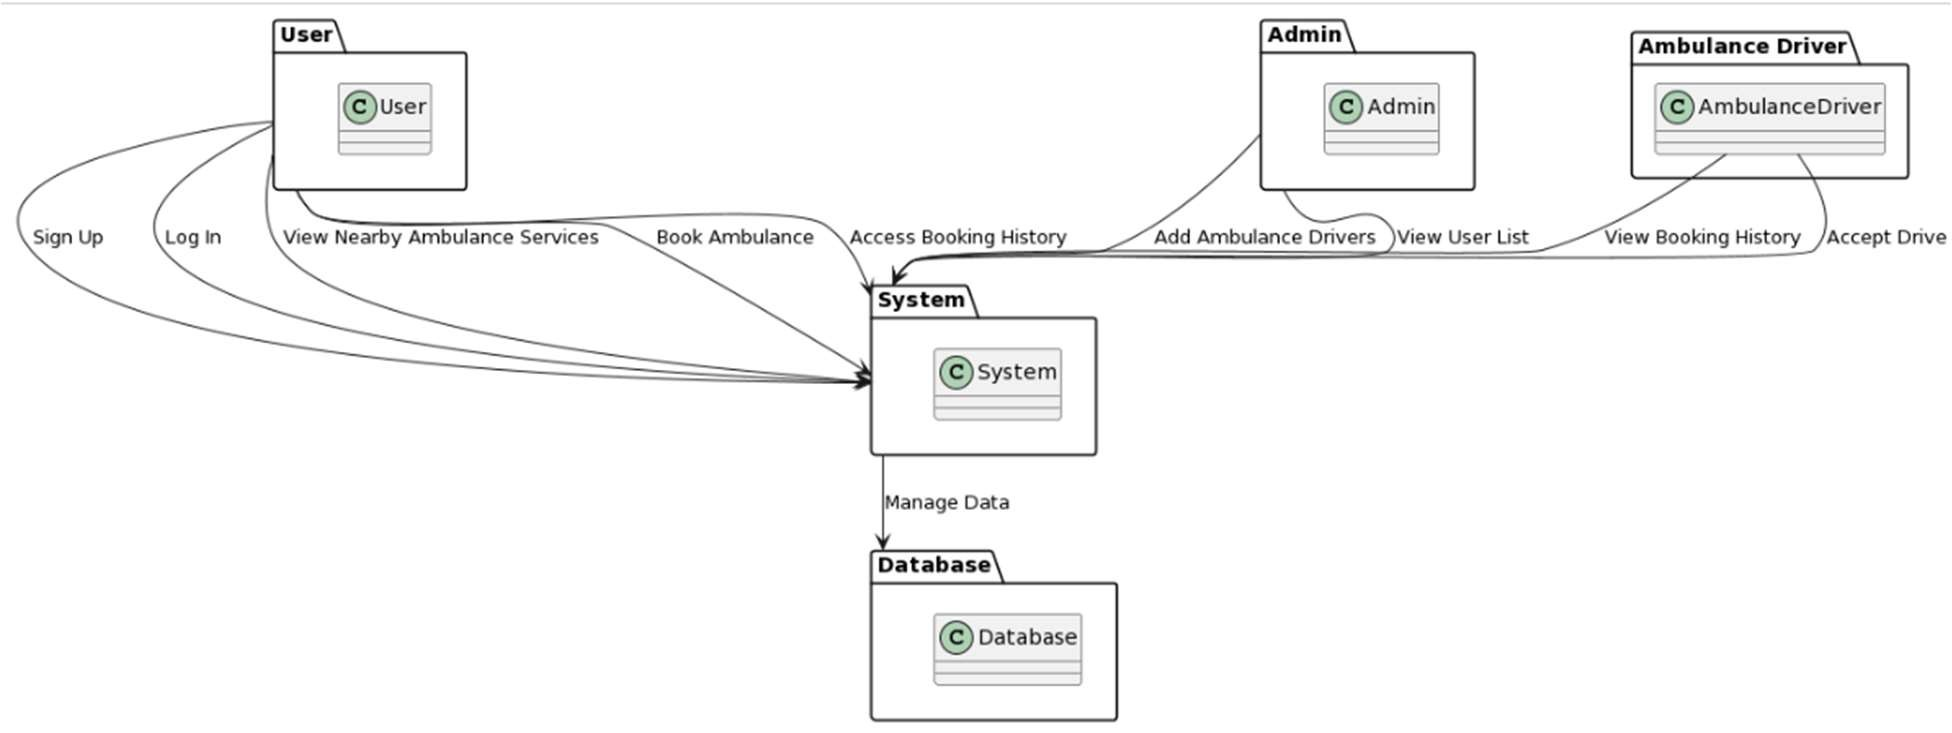 User
Admin
Ambulance Driver
C User
C Admin
C AmbulanceDriver
Sign Up
Log In
View Nearby Ambulance Services
Book Ambulance
Access Booking History
Add Ambulance Drivers
View User List
View Booking History
Accept Drive
System
C System
Manage Data
Database
C Database